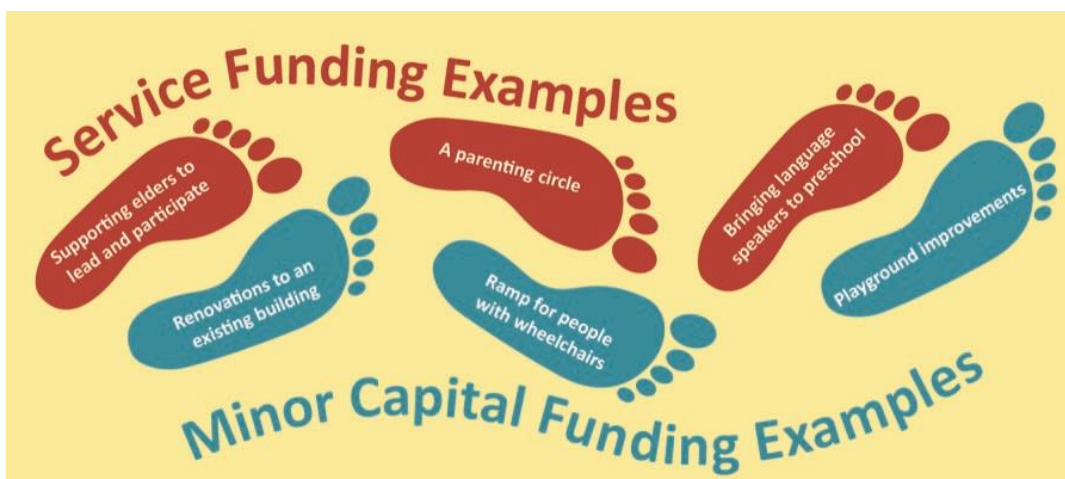 Service Funding Examples
Supporting elders to
lead and participate
A parenting circle
Bringing language
speakers to preschool
Renovations to an
existing building
Ramp for people
with wheelchairs
Playground improvements
Minor Capital Funding Examples